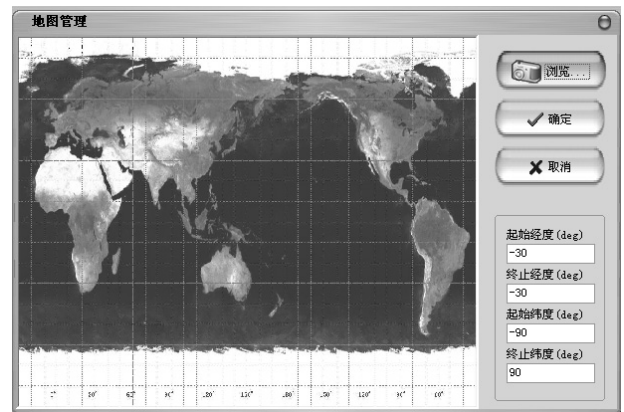 地图管理
浏览...
确定
取消
起始经度(deg)
-30
终止经度(deg)
-30
起始纬度(deg)
-90
终止纬度(deg)
90